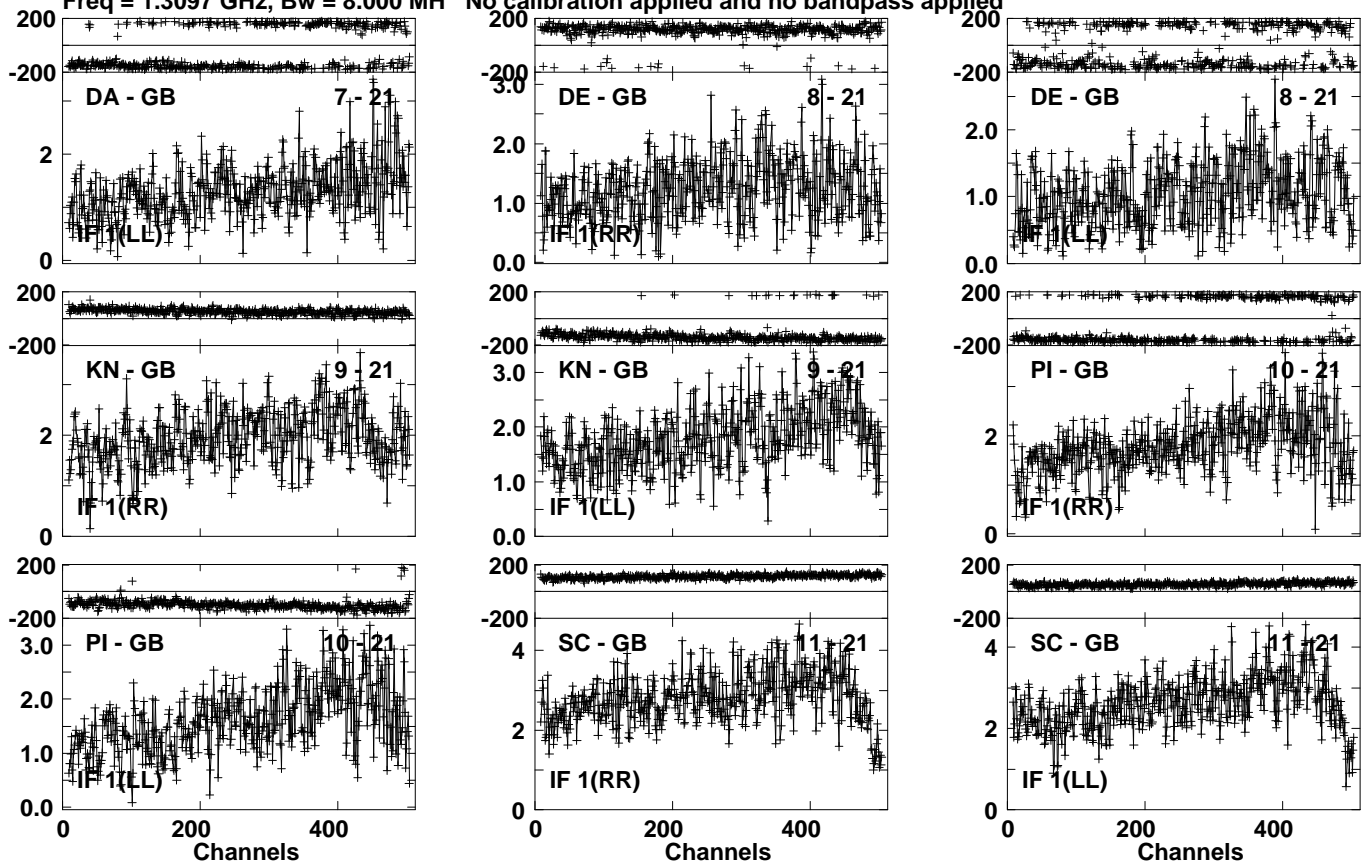 Freq = 1.3097 GHz, Bw = 8.000 MH No calibration applied and no bandpass applied
200
-200
DA - GB 7 - 21
2
IF 1(LL)
0
200
-200
3.0
DE - GB 8 - 21
2.0
1.0
IF 1(RR)
0.0
200
-200
DE - GB 8 - 21
2.0
1.0
IF 1(LL)
0.0
200
-200
KN - GB 9 - 21
2
IF 1(RR)
0
200
-200
3.0
KN - GB 9 - 21
2.0
1.0
IF 1(LL)
0.0
200
-200
PI - GB 10 - 21
2
IF 1(RR)
0
200
-200
3.0
PI - GB 10 - 21
2.0
1.0
IF 1(LL)
0.0
0 200 400
Channels
200
-200
4
SC - GB 11 - 21
2
IF 1(RR)
0
0 200 400
Channels
200
-200
4
SC - GB 11 - 21
2
IF 1(LL)
0
0 200 400
Channels